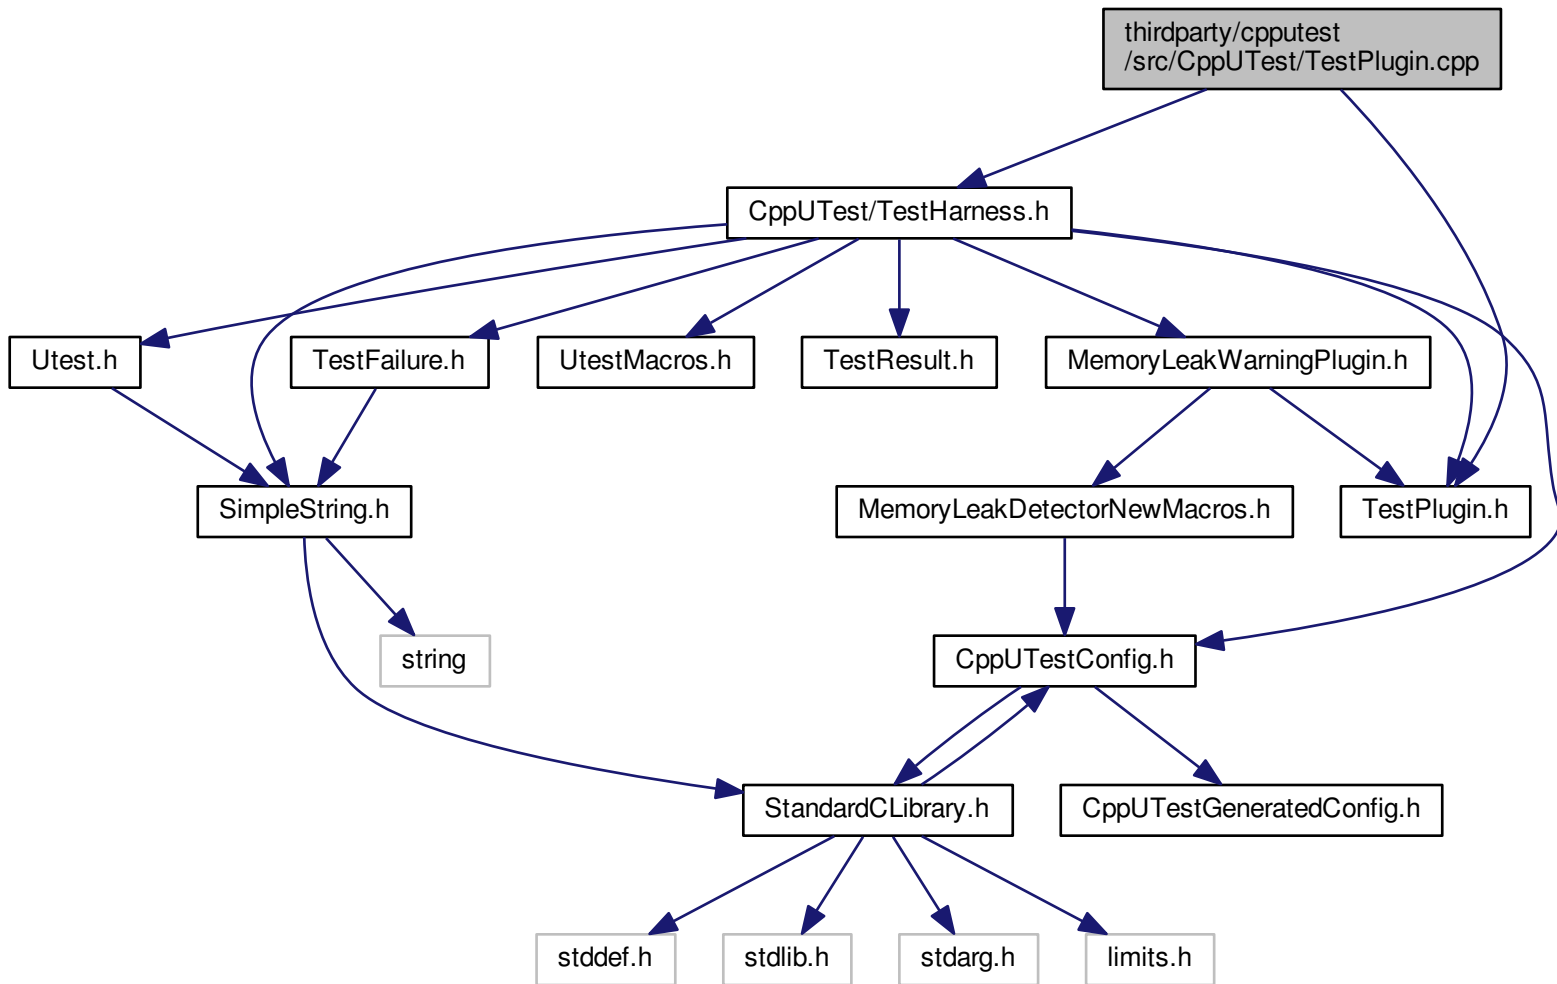 thirdparty/cpputest
/src/CppUTest/TestPlugin.cpp
CppUTest/TestHarness.h
Utest.h
TestFailure.h
UtestMacros.h
TestResult.h
MemoryLeakWarningPlugin.h
SimpleString.h
MemoryLeakDetectorNewMacros.h
TestPlugin.h
string
CppUTestConfig.h
StandardCLibrary.h
CppUTestGeneratedConfig.h
stddef.h
stdlib.h
stdarg.h
limits.h